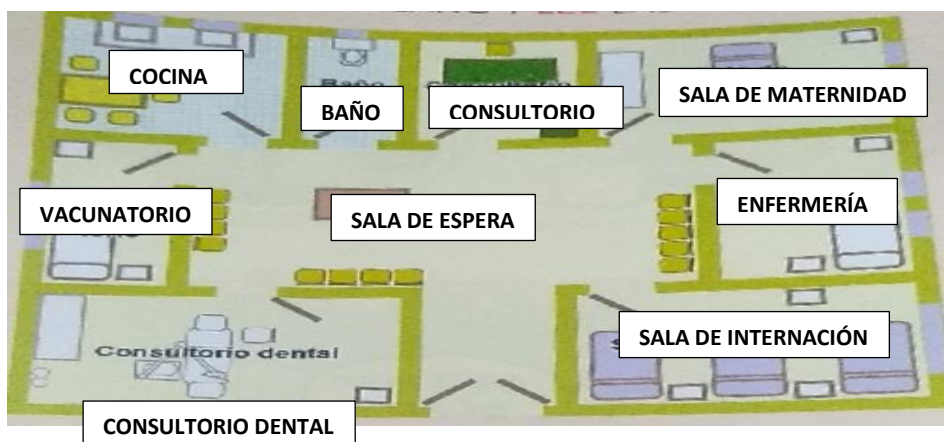 COCINA
BAÑO
CONSULTORIO
SALA DE MATERNIDAD
VACUNATORIO
SALA DE ESPERA
ENFERMERÍA
SALA DE INTERNACIÓN
Consultorio dental
CONSULTORIO DENTAL